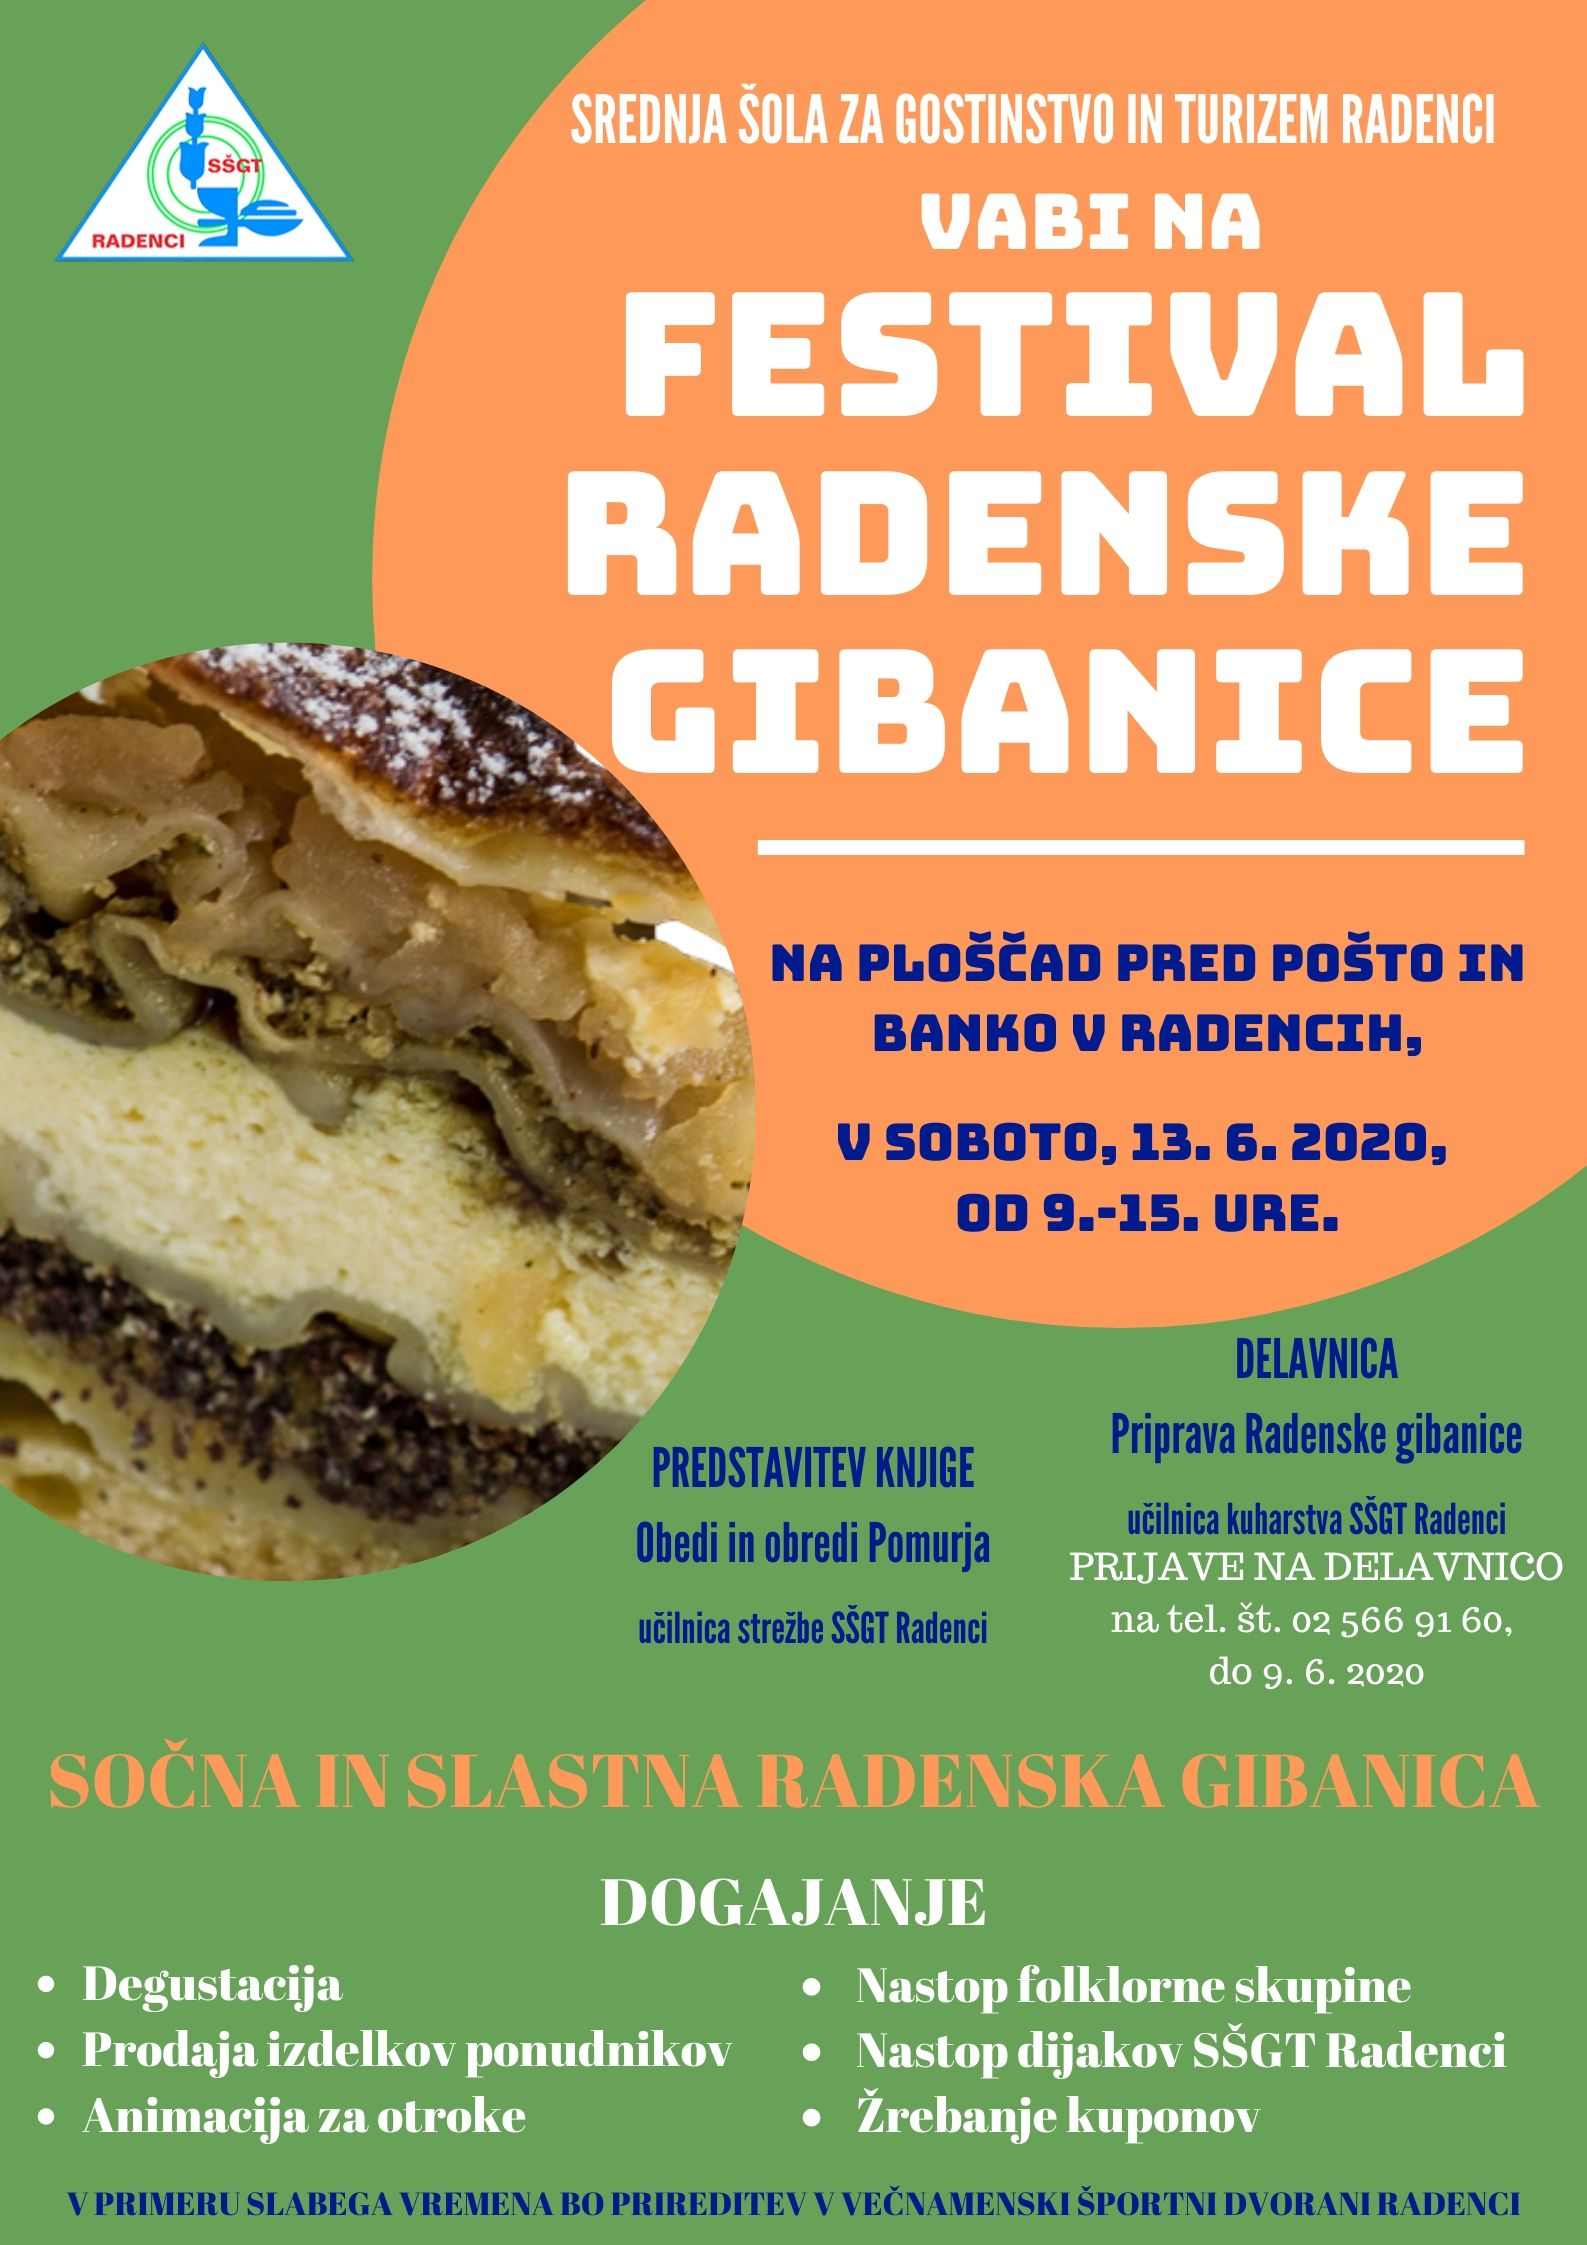 SŠGT
RADENCI
SREDNJA ŠOLA ZA GOSTINSTVO IN TURIZEM RADENCI
VABI NA
FESTIVAL
RADENSKE
GIBANICE
NA PLOŠČAD PRED POŠTO IN
BANKO V RADENCIH,
V SOBOTO, 13. 6. 2020,
OD 9.-15. URE.
PREDSTAVITEV KNJIGE
Obedi in obredi Pomurja
učilnica strežbe SŠGT Radenci
DELAVNICA
Priprava Radenske gibanice
učilnica kuharstva SŠGT Radenci
PRIJAVE NA DELAVNICO
na tel. št. 02 566 91 60,
do 9. 6. 2020
SOČNA IN SLASTNA RADENSKA GIBANICA
DOGAJANJE
• Degustacija
• Prodaja izdelkov ponudnikov
• Animacija za otroke
• Nastop folklorne skupine
• Nastop dijakov SŠGT Radenci
• Žrebanje kuponov
V PRIMERU SLABEGA VREMENA BO PRIREDITEV V VEČNAMENSKI ŠPORTNI DVORANI RADENCI